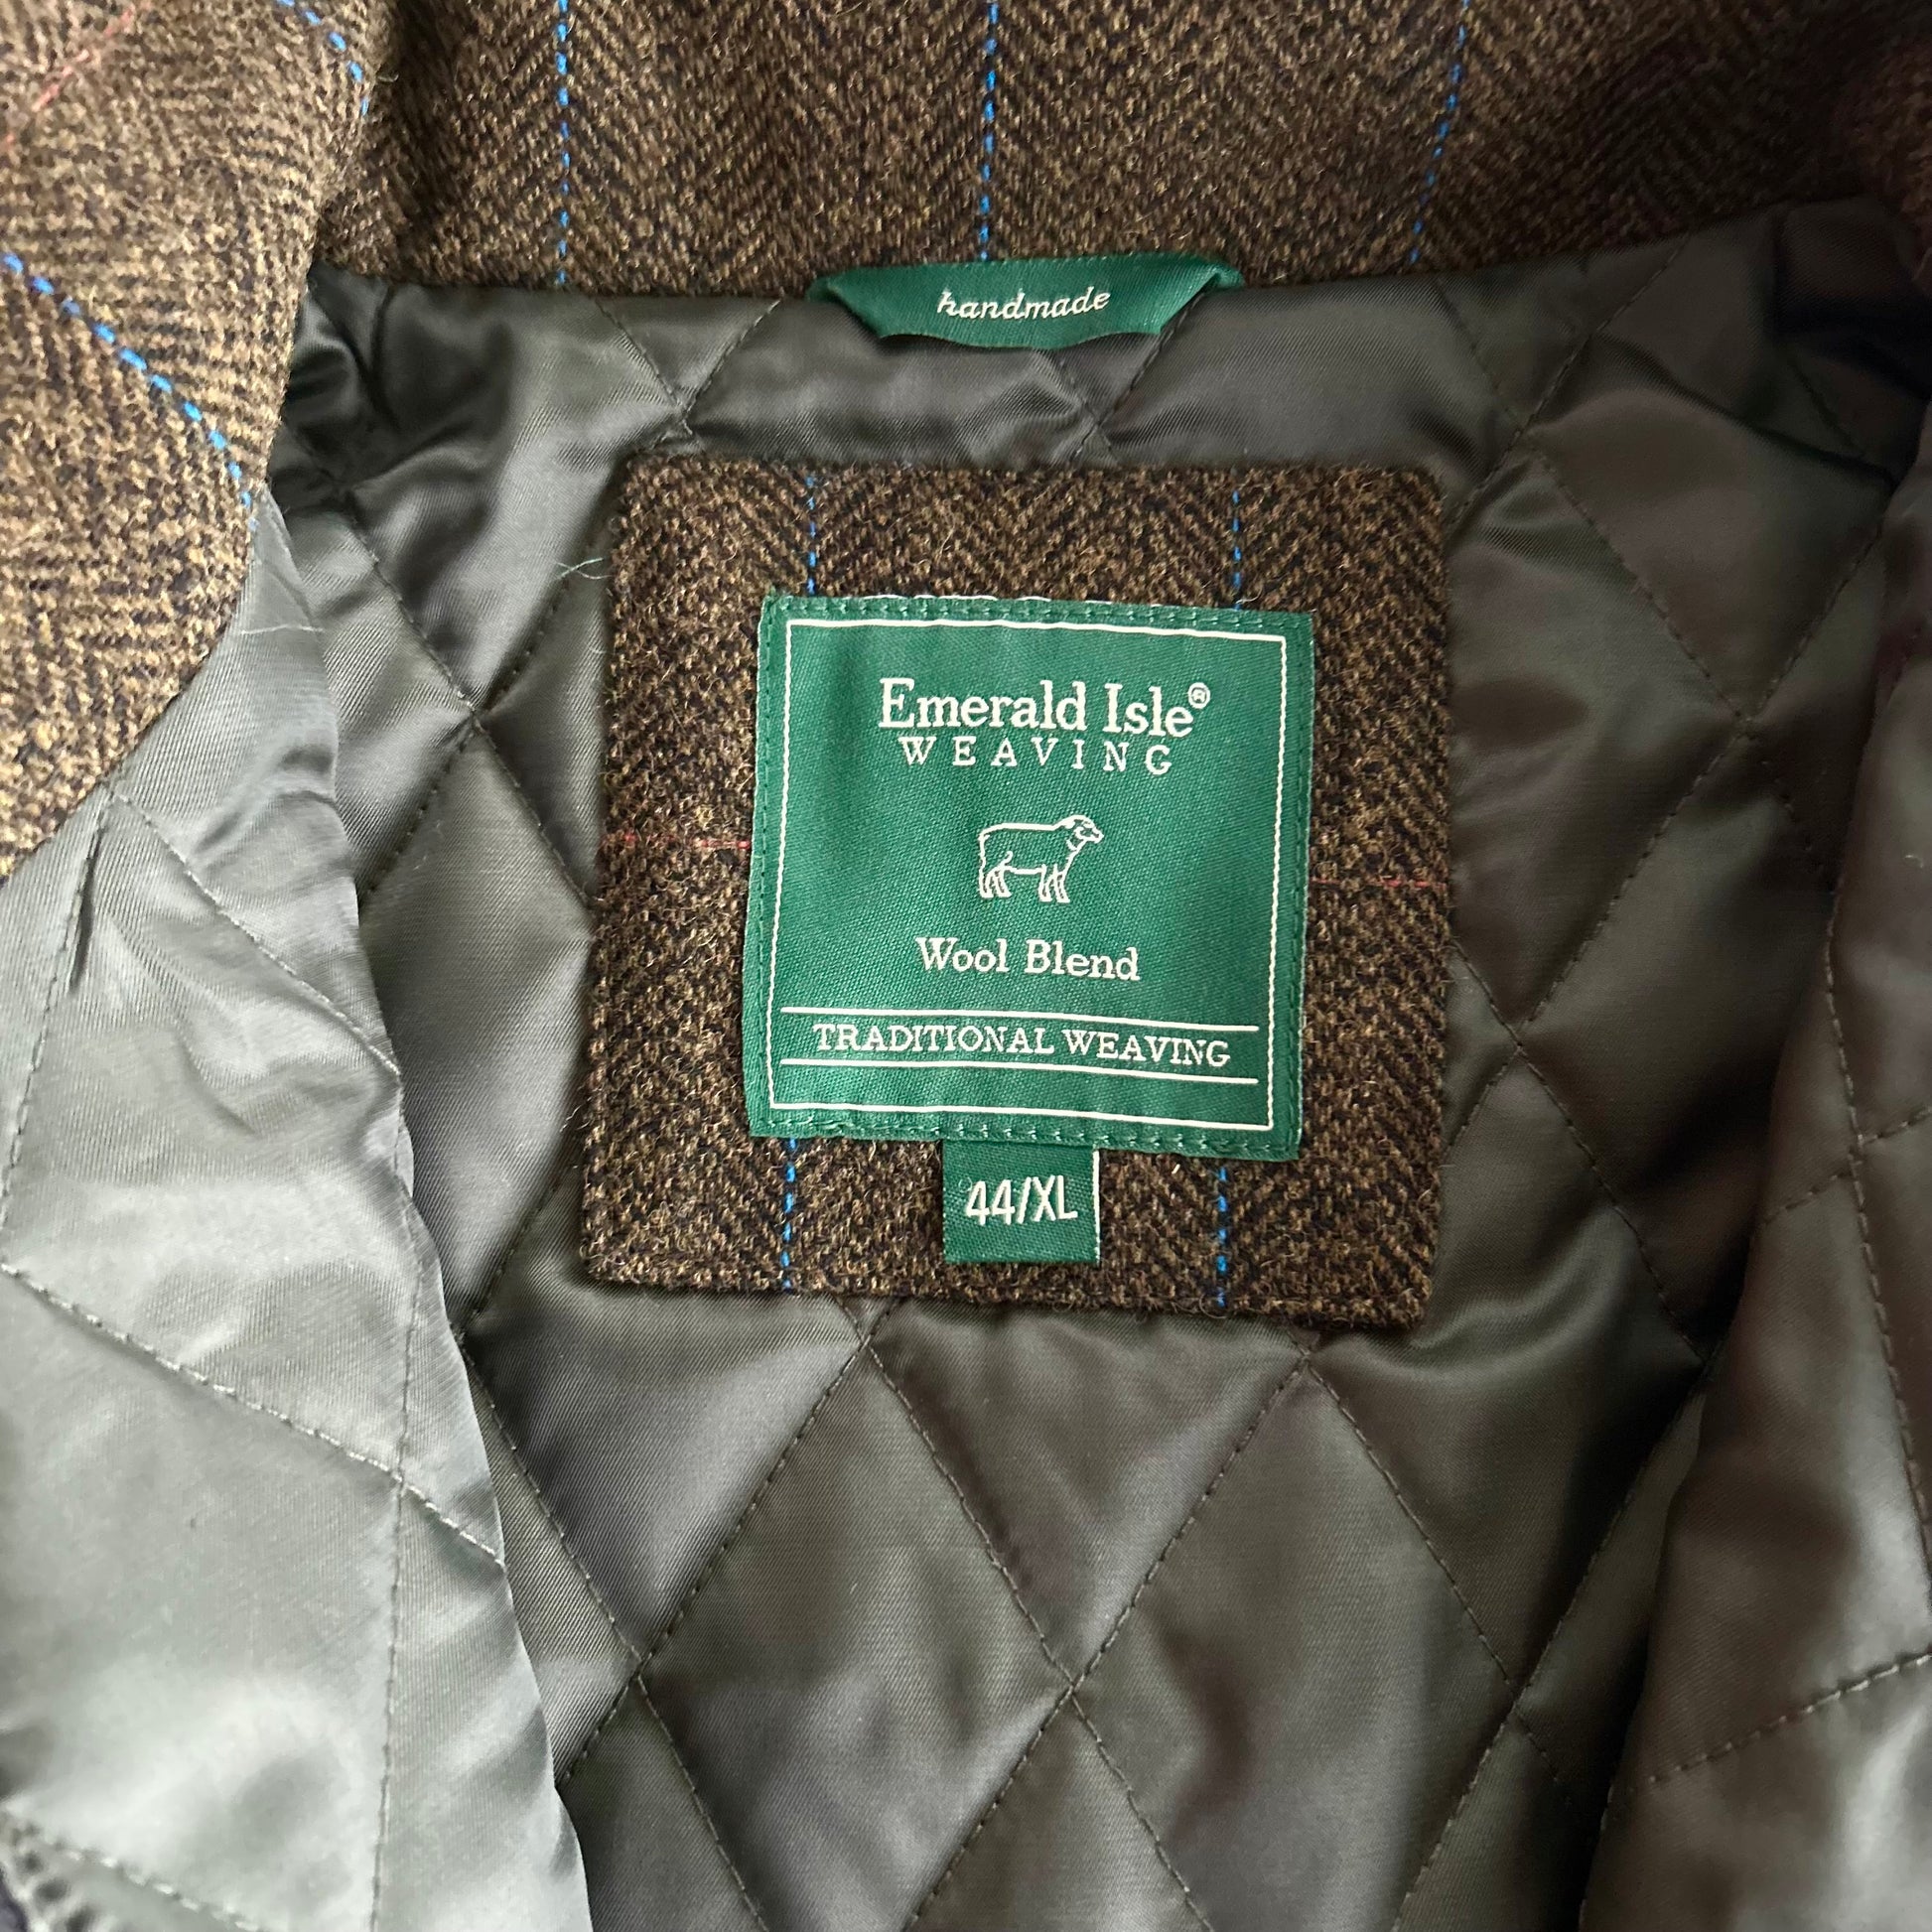 handmade
Emerald Isle®
WEAVING
Wool Blend
TRADITIONAL WEAVING
44/XL